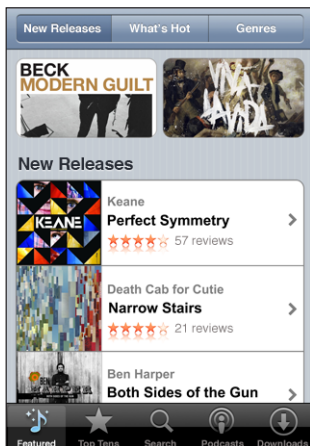 New Releases What's Hot Genres
BECK
MODERN GUILT
VIVA
LA VIDA
New Releases
KEANE
Keane
Perfect Symmetry
57 reviews
Death Cab for Cutie
Narrow Stairs
21 reviews
Ben Harper
Both Sides of the Gun
Featured Top Tens Search Podcasts Downloads